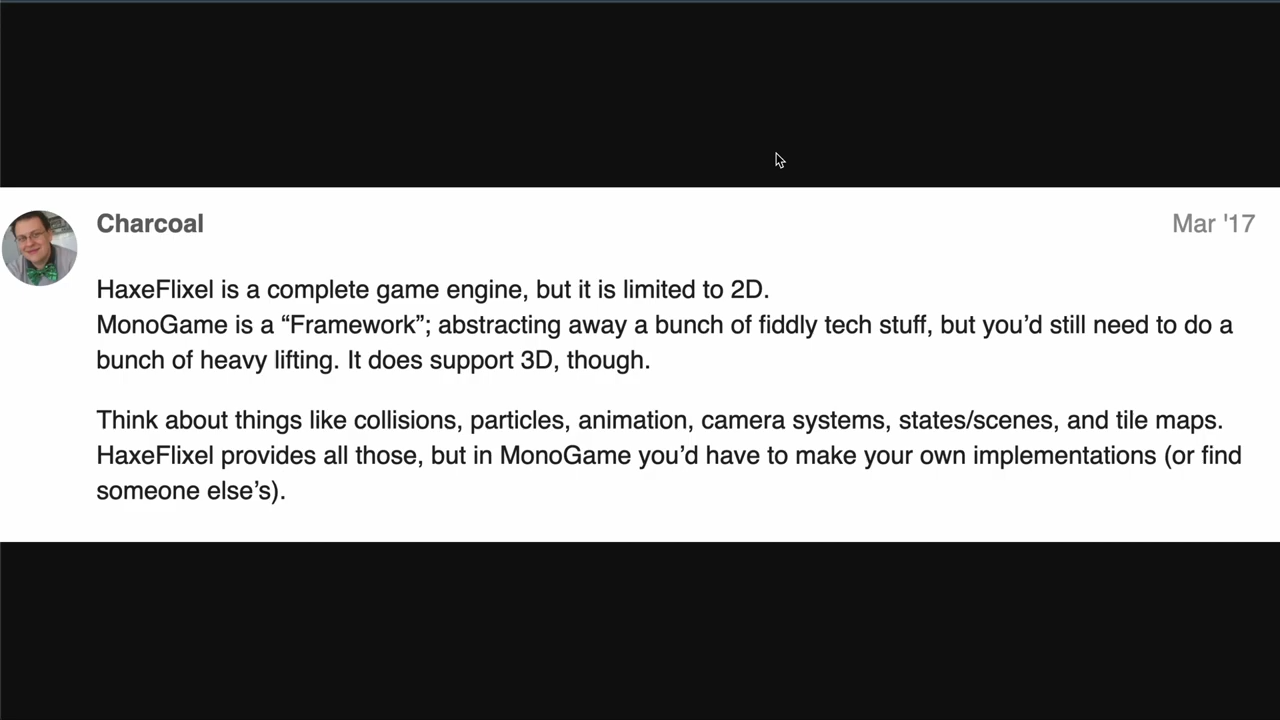 Charcoal
Mar '17
HaxeFlixel is a complete game engine, but it is limited to 2D.
MonoGame is a “Framework”; abstracting away a bunch of fiddly tech stuff, but you’d still need to do a
bunch of heavy lifting. It does support 3D, though.
Think about things like collisions, particles, animation, camera systems, states/scenes, and tile maps.
HaxeFlixel provides all those, but in MonoGame you’d have to make your own implementations (or find
someone else’s).